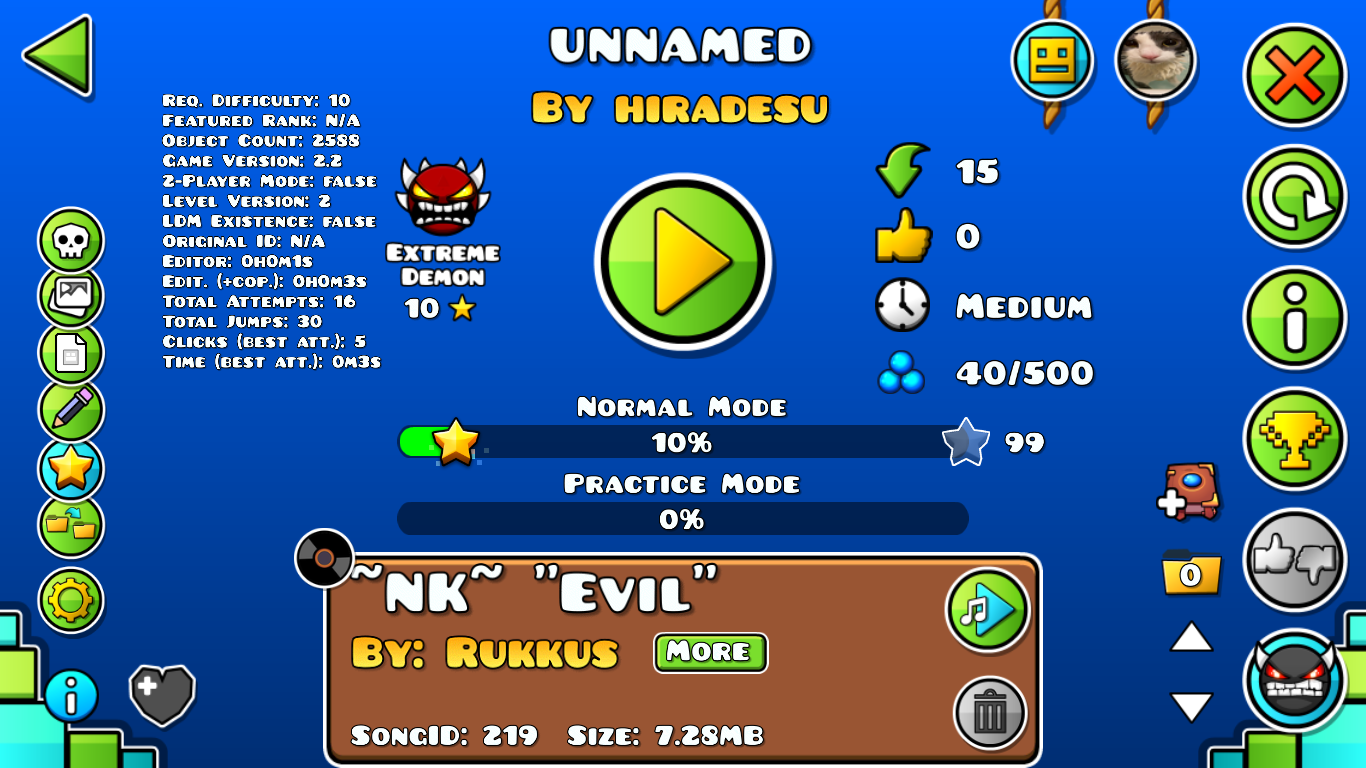 UNNAMED
By hiradesu
Req. Difficulty: 10
Featured Rank: N/A
Object Count: 2588
Game Version: 2.2
2-Player Mode: false
Level Version: 2
LDM Existence: false
Original ID: N/A
Editor: 0h0m1s
Edit. (+cop.): 0h0m3s
Total Attempts: 16
Total Jumps: 30
Clicks (best att.): 5
Time (best att.): 0m3s
Extreme
Demon
10
15
0
Medium
40/500
Normal Mode
10%
99
Practice Mode
0%
~NK~ "Evil"
By: Rukkus
More
SongID: 219 Size: 7.28MB
0